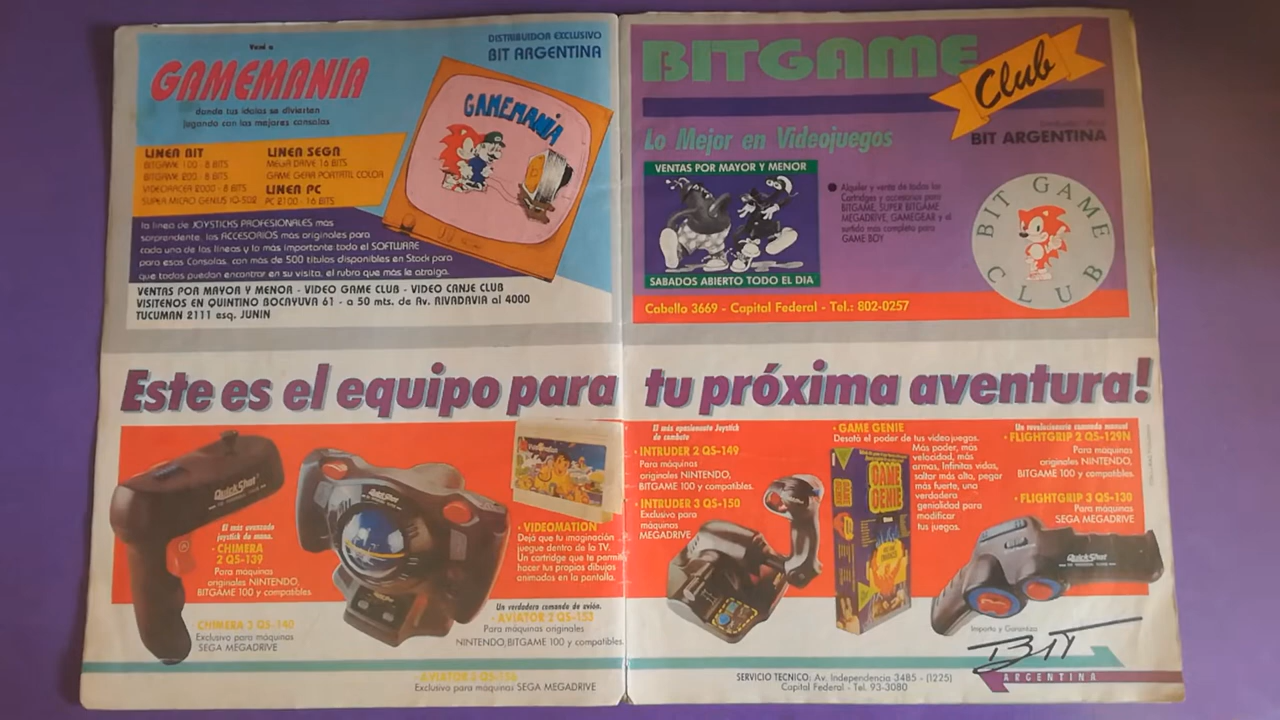 Vení a
GAMEMANIA
donde tus ídolos se divierten
jugando con las mejores consolas
DISTRIBUIDOR EXCLUSIVO
BIT ARGENTINA
GAMEMANIA
LINEA BIT
BITGAME 100 - 8 BITS
BITGAME 200 - 8 BITS
VIDEORACER 2000 - 8 BITS
SUPER MICRO GENIUS IQ-502
LINEA SEGA
MEGA DRIVE 16 BITS
GAME GEAR PORTATIL COLOR
LINEA PC
PC 2100 - 16 BITS
la línea de JOYSTICKS PROFESIONALES más
sorprendente, los ACCESORIOS más originales para
cada una de las líneas y lo más importante todo el SOFTWARE
para esas Consolas, con más de 500 títulos disponibles en Stock para
que todos puedan encontrar en su visita, el rubro que más le atraiga.
VENTAS POR MAYOR Y MENOR - VIDEO GAME CLUB - VIDEO CANJE CLUB
VISITENOS EN QUINTINO BOCAYUVA 61 - a 50 mts. de Av. RIVADAVIA al 4000
TUCUMAN 2111 esq. JUNIN
BITGAME
Club
BIT ARGENTINA
Lo Mejor en Videojuegos
VENTAS POR MAYOR Y MENOR
SABADOS ABIERTO TODO EL DIA
Alquiler y venta de todos los
Cartridges y accesorios para
BITGAME, SUPER BITGAME
MEGADRIVE, GAMEGEAR y el
surtido mas completo para
GAME BOY
BIT GAME
CLUB
Cabello 3669 - Capital Federal - Tel.: 802-0257
Este es el equipo para tu próxima aventura!
QuickShot
El más avanzado
joystick de mano.
· CHIMERA
2 QS-139
Para máquinas
originales NINTENDO,
BITGAME 100 y compatibles.
CHIMERA 3 QS-140
Exclusivo para máquinas
SEGA MEGADRIVE
QuickShot
· VIDEOMATION
Dejá que tu imaginación
juegue dentro de la TV.
Un cartridge que te permite
hacer tus propios dibujos
animados en la pantalla.
Un verdadero comando de avión.
· AVIATOR 2 QS-153
Para máquinas originales
NINTENDO, BITGAME 100 y compatibles.
· AVIATOR 3 QS-156
Exclusivo para máquinas SEGA MEGADRIVE
El más apasionante Joystick
de combate
· INTRUDER 2 QS-149
Para máquinas
originales NINTENDO,
BITGAME 100 y compatibles.
· INTRUDER 3 QS-150
Exclusivo para
máquinas
MEGADRIVE
· GAME GENIE
Desatá el poder de tus videojuegos.
Más poder, más
velocidad, más
armas, Infinitas vidas,
saltar más alto, pegar
más fuerte, una
verdadera
genialidad para
modificar
tus juegos.
GAME
GENIE
Un revolucionario comando manual
· FLIGHTGRIP 2 QS-129N
Para máquinas
originales NINTENDO,
BITGAME 100 y compatibles.
· FLIGHTGRIP 3 QS-130
Para máquinas
SEGA MEGADRIVE
QuickShot
Importa y Garantiza
BIT
ARGENTINA
SERVICIO TECNICO: Av. Independencia 3485 - (1225)
Capital Federal - Tel. 93-3080